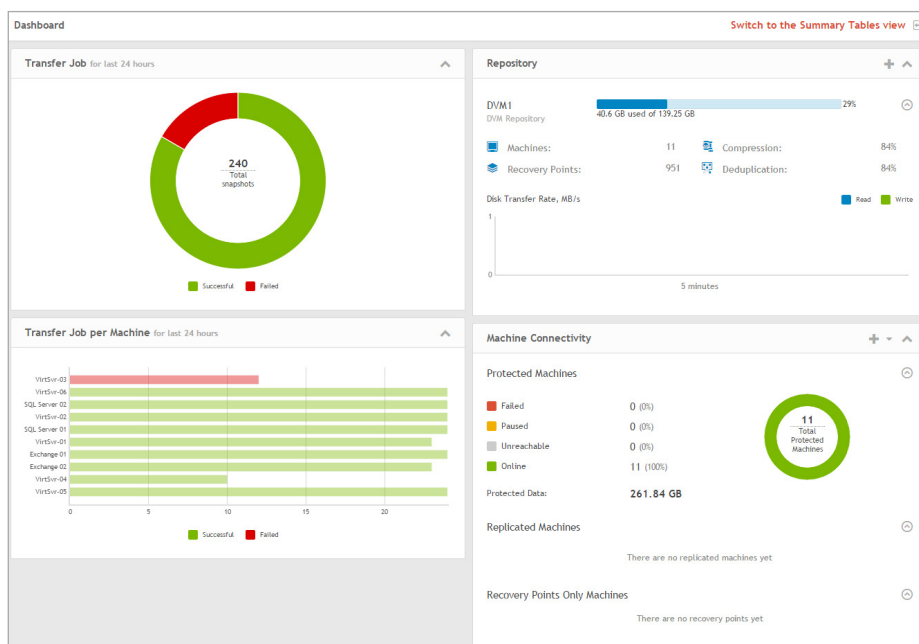 Dashboard
Switch to the Summary Tables view
Transfer Job for last 24 hours
240
Total
snapshots
Successful Failed
Transfer Job per Machine for last 24 hours
VirtSvr-03
VirtSvr-06
SQL Server 02
VirtSvr-02
SQL Server 01
VirtSvr-01
Exchange 01
Exchange 02
VirtSvr-04
VirtSvr-05
0 5 10 15 20
Successful Failed
Repository
DVM1 29%
DVM Repository 40.6 GB used of 139.25 GB
Machines: 11 Compression: 84%
Recovery Points: 951 Deduplication: 84%
Disk Transfer Rate, MB/s Read Write
1
0
5 minutes
Machine Connectivity
Protected Machines
Failed 0 (0%)
Paused 0 (0%)
Unreachable 0 (0%)
Online 11 (100%)
11
Total
Protected
Machines
Protected Data: 261.84 GB
Replicated Machines
There are no replicated machines yet
Recovery Points Only Machines
There are no recovery points yet